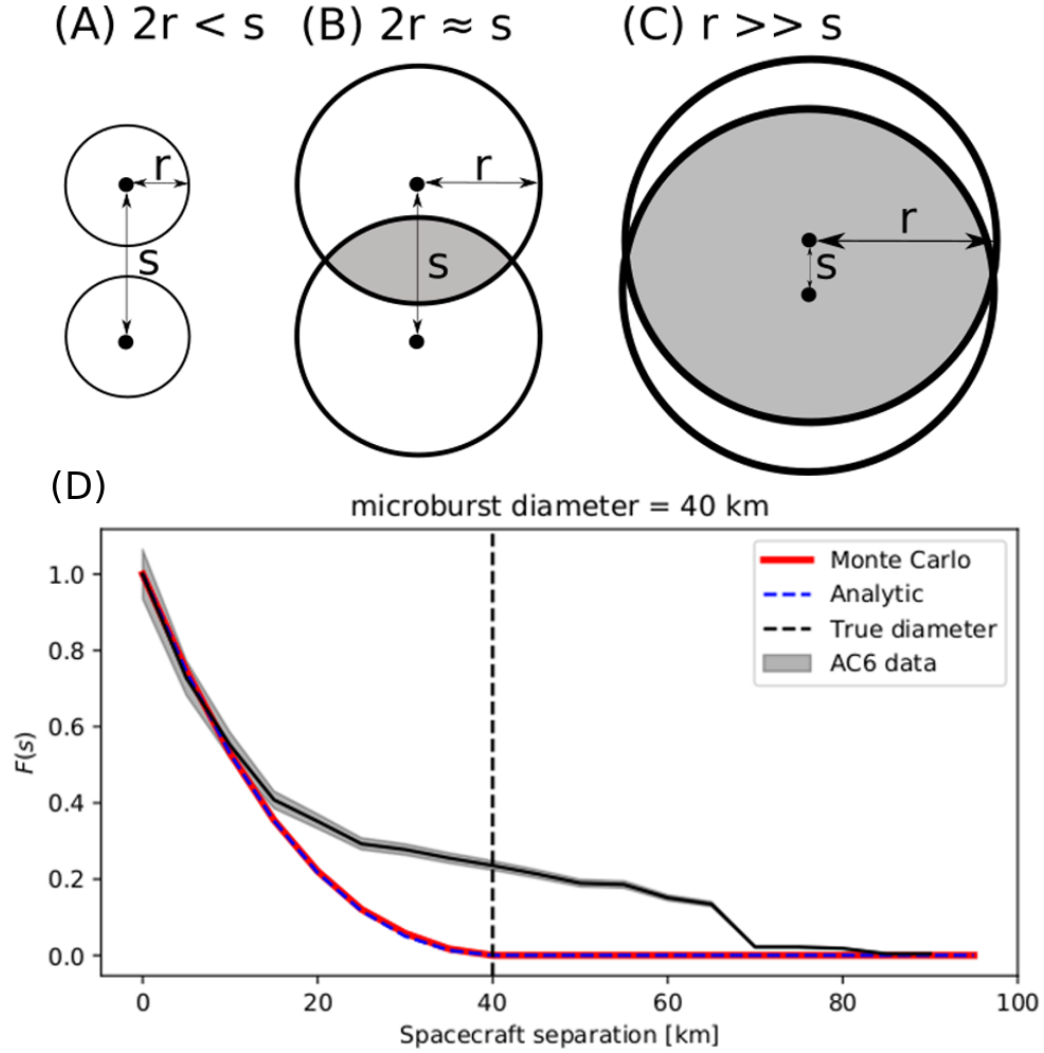 (A) 2r < s (B) 2r ≈ s (C) r >> s
r
s
r
s
r
s
(D)
microburst diameter = 40 km
Monte Carlo
Analytic
True diameter
AC6 data
1.0
0.8
0.6
0.4
0.2
0.0
F(s)
0 20 40 60 80 100
Spacecraft separation [km]